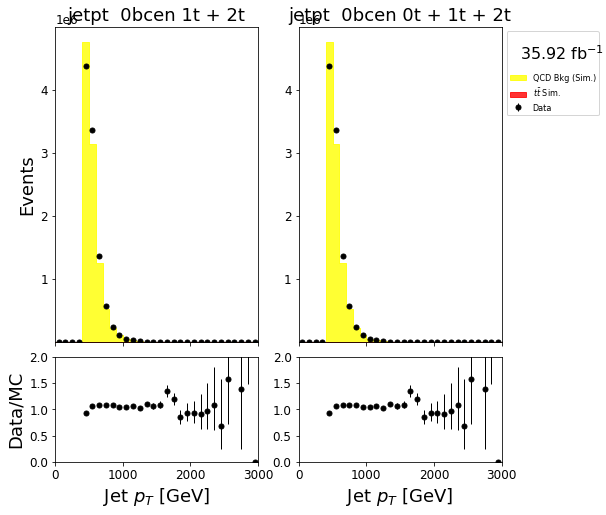 jetpt 0bcen 1t + 2t
jetpt 0bcen 0t + 1t + 2t
1e6
1e6
35.92 fb⁻¹
QCD Bkg (Sim.)
tt̄ Sim.
Data
4
3
2
1
Events
4
3
2
1
2.0
1.5
1.0
0.5
0.0
Data/MC
0
1000
2000
3000
Jet p_T [GeV]
2.0
1.5
1.0
0.5
0.0
0
1000
2000
3000
Jet p_T [GeV]